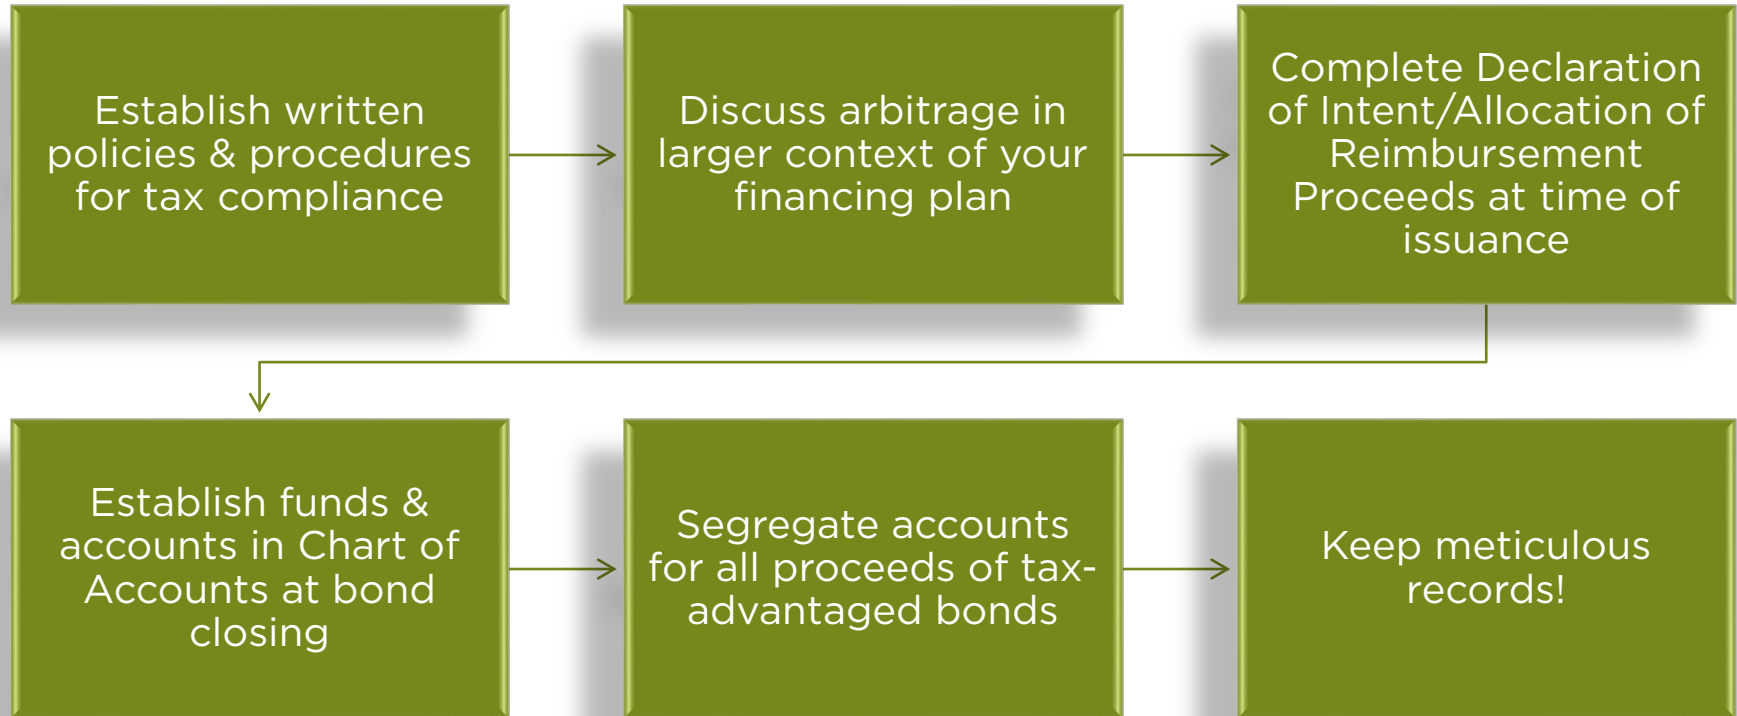 Establish written
policies & procedures
for tax compliance
Discuss arbitrage in
larger context of your
financing plan
Complete Declaration
of Intent/Allocation of
Reimbursement
Proceeds at time of
issuance
Establish funds &
accounts in Chart of
Accounts at bond
closing
Segregate accounts
for all proceeds of tax-
advantaged bonds
Keep meticulous
records!